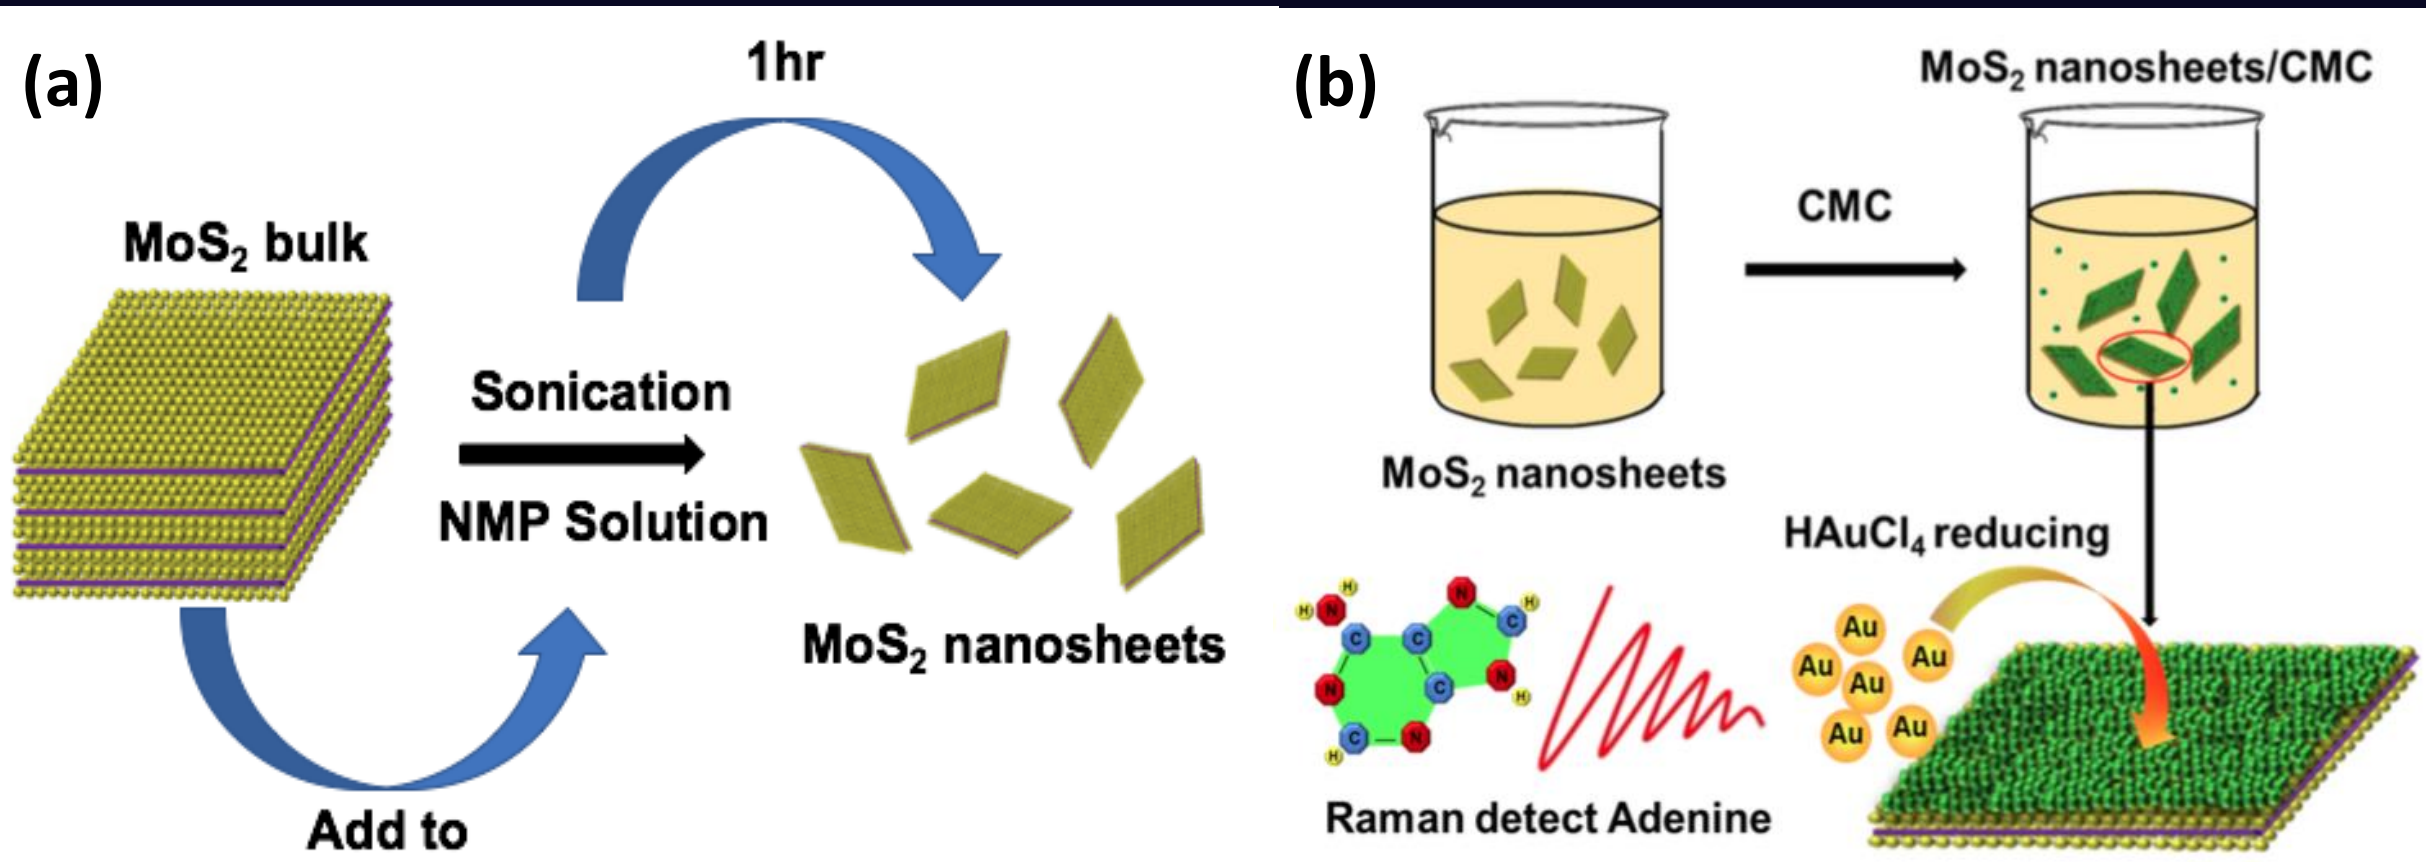 (a)
1hr
MoS₂ bulk
Sonication
NMP Solution
MoS₂ nanosheets
Add to
(b)
MoS₂ nanosheets/CMC
CMC
MoS₂ nanosheets
HAuCl₄ reducing
Au
Au
Au
Au
Au
Au
H
H
N
C
C
N
C
H
N
C
N
H
C
N
H
Raman detect Adenine